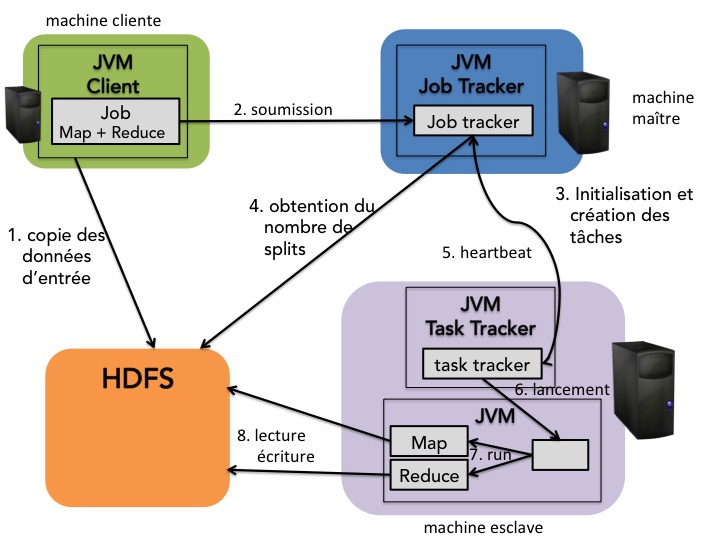 machine cliente
JVM
Client
Job
Map + Reduce
2. soumission
JVM
Job Tracker
Job tracker
machine
maître
1. copie des
données
d'entrée
4. obtention du
nombre de
splits
3. Initialisation et
création des
tâches
5. heartbeat
JVM
Task Tracker
task tracker
6. lancement
HDFS
JVM
Map
7. run
Reduce
8. lecture
écriture
machine esclave